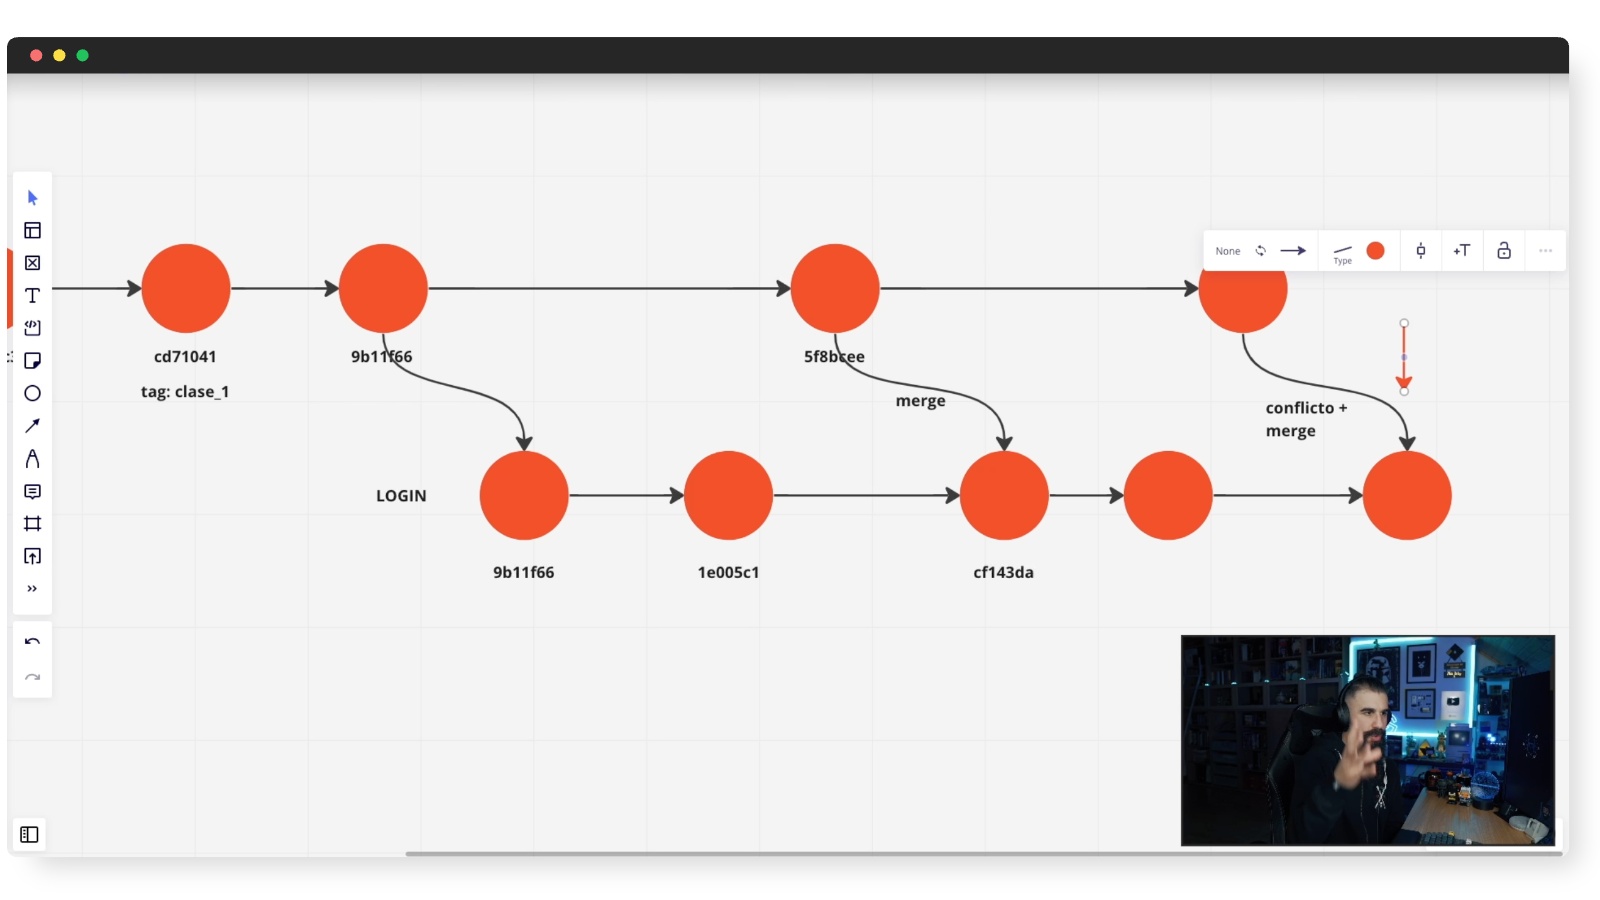 None
Type
T
+T
cd71041
9b11f66
5f8bcee
tag: clase_1
merge
conflicto +
merge
LOGIN
9b11f66
1e005c1
cf143da